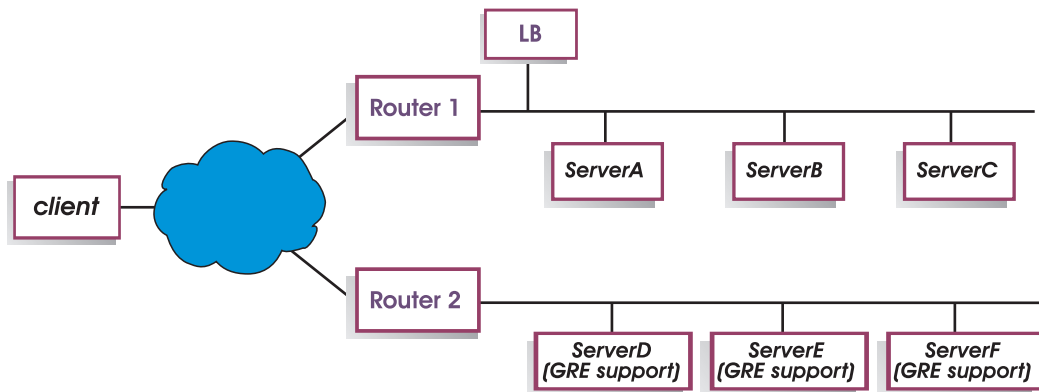 LB
Router 1
ServerA
ServerB
ServerC
client
Router 2
ServerD
(GRE support)
ServerE
(GRE support)
ServerF
(GRE support)